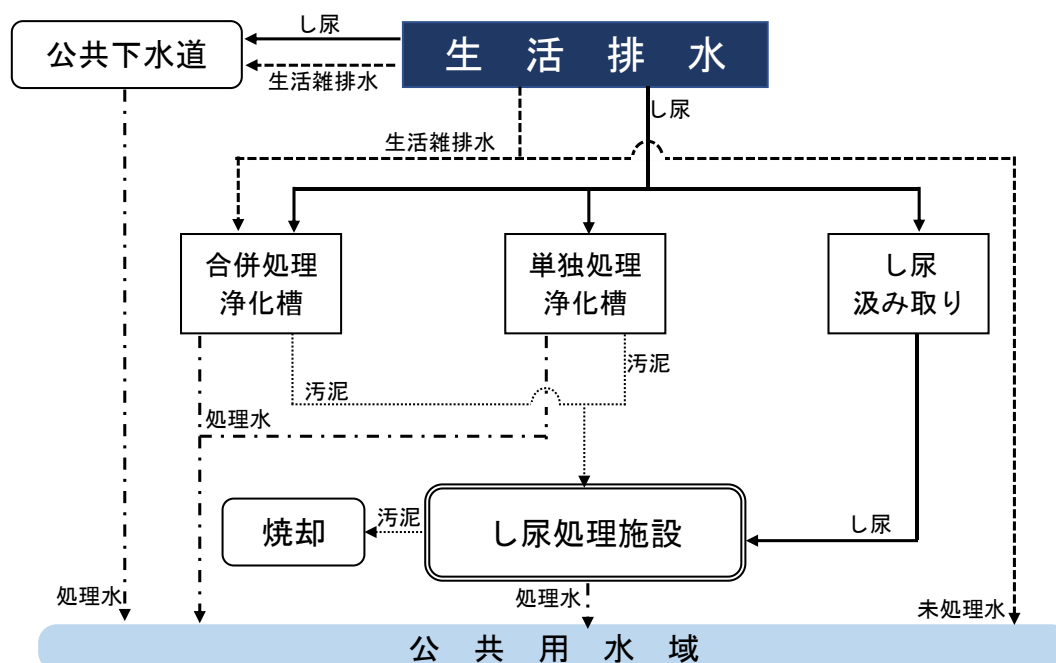 し尿
公共下水道
生活排水
生活雑排水
し尿
生活雑排水
合併処理
浄化槽
単独処理
浄化槽
し尿
汲み取り
汚泥
汚泥
処理水
焼却
汚泥
し尿処理施設
し尿
処理水
処理水
未処理水
公共用水域